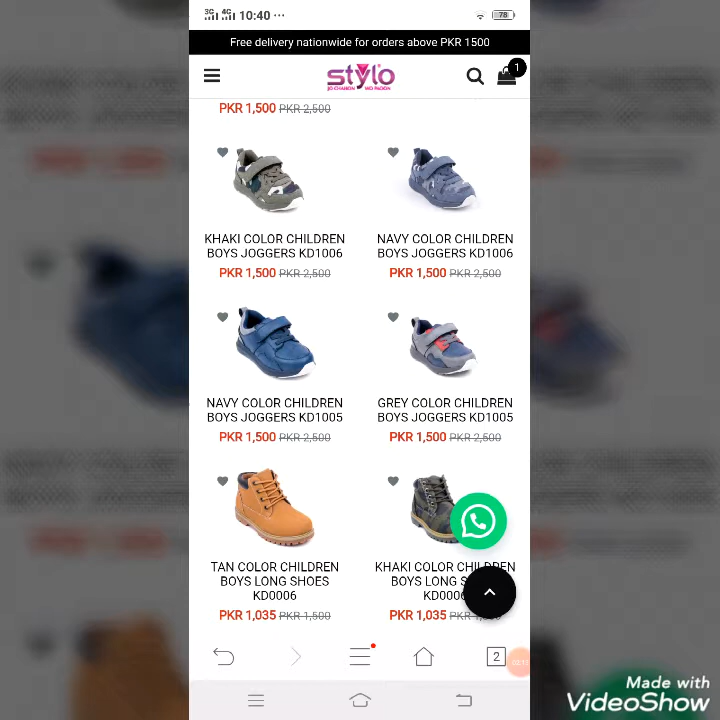 3G 4G 10:40 ··· 78
Free delivery nationwide for orders above PKR 1500
stylo
1
PKR 1,500 PKR 2,500
KHAKI COLOR CHILDREN
BOYS JOGGERS KD1006
PKR 1,500 PKR 2,500
NAVY COLOR CHILDREN
BOYS JOGGERS KD1006
PKR 1,500 PKR 2,500
NAVY COLOR CHILDREN
BOYS JOGGERS KD1005
PKR 1,500 PKR 2,500
GREY COLOR CHILDREN
BOYS JOGGERS KD1005
PKR 1,500 PKR 2,500
TAN COLOR CHILDREN
BOYS LONG SHOES
KD0006
PKR 1,035 PKR 1,500
KHAKI COLOR CHILDREN
BOYS LONG S
KD0006
PKR 1,035 PKR
2
Made with
VideoShow